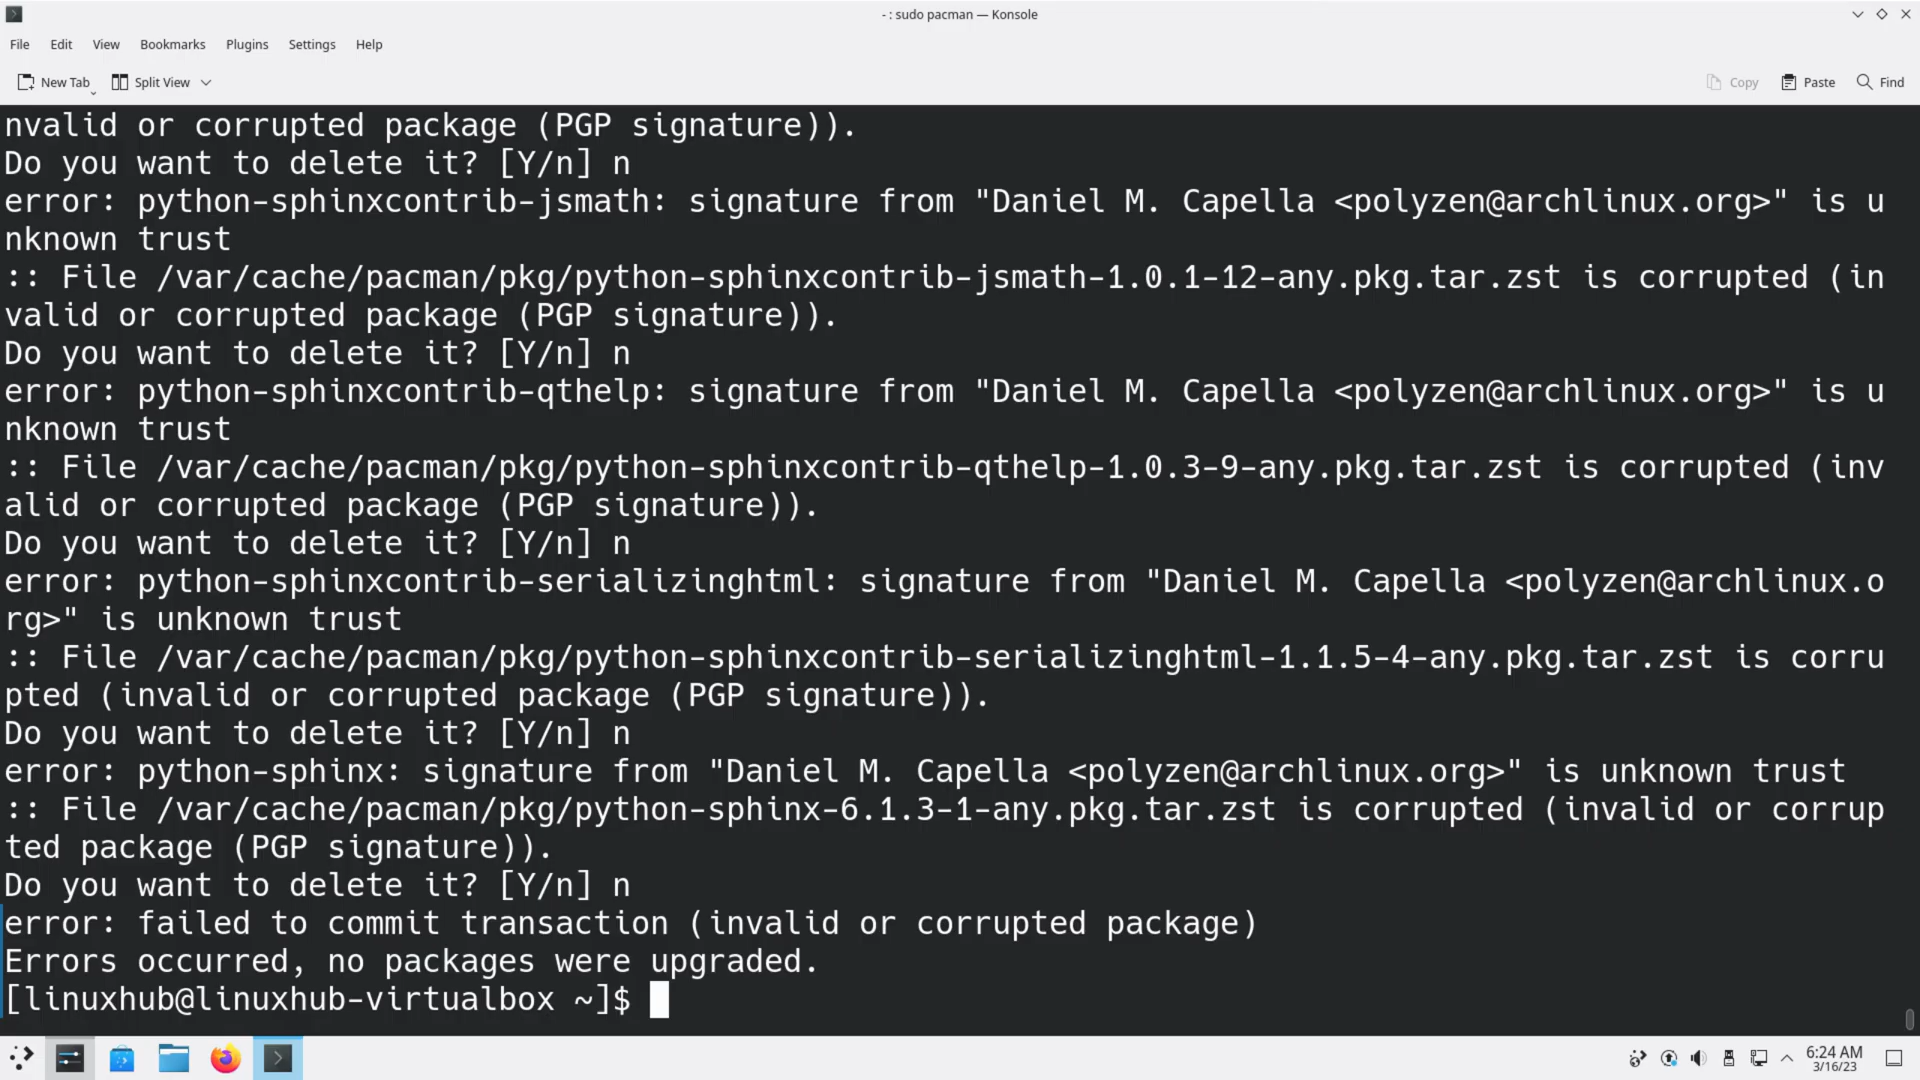 - : sudo pacman — Konsole
File Edit View Bookmarks Plugins Settings Help
New Tab Split View Copy Paste Find
nvalid or corrupted package (PGP signature)).
Do you want to delete it? [Y/n] n
error: python-sphinxcontrib-jsmath: signature from "Daniel M. Capella <polyzen@archlinux.org>" is u
nknown trust
:: File /var/cache/pacman/pkg/python-sphinxcontrib-jsmath-1.0.1-12-any.pkg.tar.zst is corrupted (in
valid or corrupted package (PGP signature)).
Do you want to delete it? [Y/n] n
error: python-sphinxcontrib-qthelp: signature from "Daniel M. Capella <polyzen@archlinux.org>" is u
nknown trust
:: File /var/cache/pacman/pkg/python-sphinxcontrib-qthelp-1.0.3-9-any.pkg.tar.zst is corrupted (inv
alid or corrupted package (PGP signature)).
Do you want to delete it? [Y/n] n
error: python-sphinxcontrib-serializinghtml: signature from "Daniel M. Capella <polyzen@archlinux.o
rg>" is unknown trust
:: File /var/cache/pacman/pkg/python-sphinxcontrib-serializinghtml-1.1.5-4-any.pkg.tar.zst is corru
pted (invalid or corrupted package (PGP signature)).
Do you want to delete it? [Y/n] n
error: python-sphinx: signature from "Daniel M. Capella <polyzen@archlinux.org>" is unknown trust
:: File /var/cache/pacman/pkg/python-sphinx-6.1.3-1-any.pkg.tar.zst is corrupted (invalid or corrup
ted package (PGP signature)).
Do you want to delete it? [Y/n] n
error: failed to commit transaction (invalid or corrupted package)
Errors occurred, no packages were upgraded.
[linuxhub@linuxhub-virtualbox ~]$
6:24 AM
3/16/23